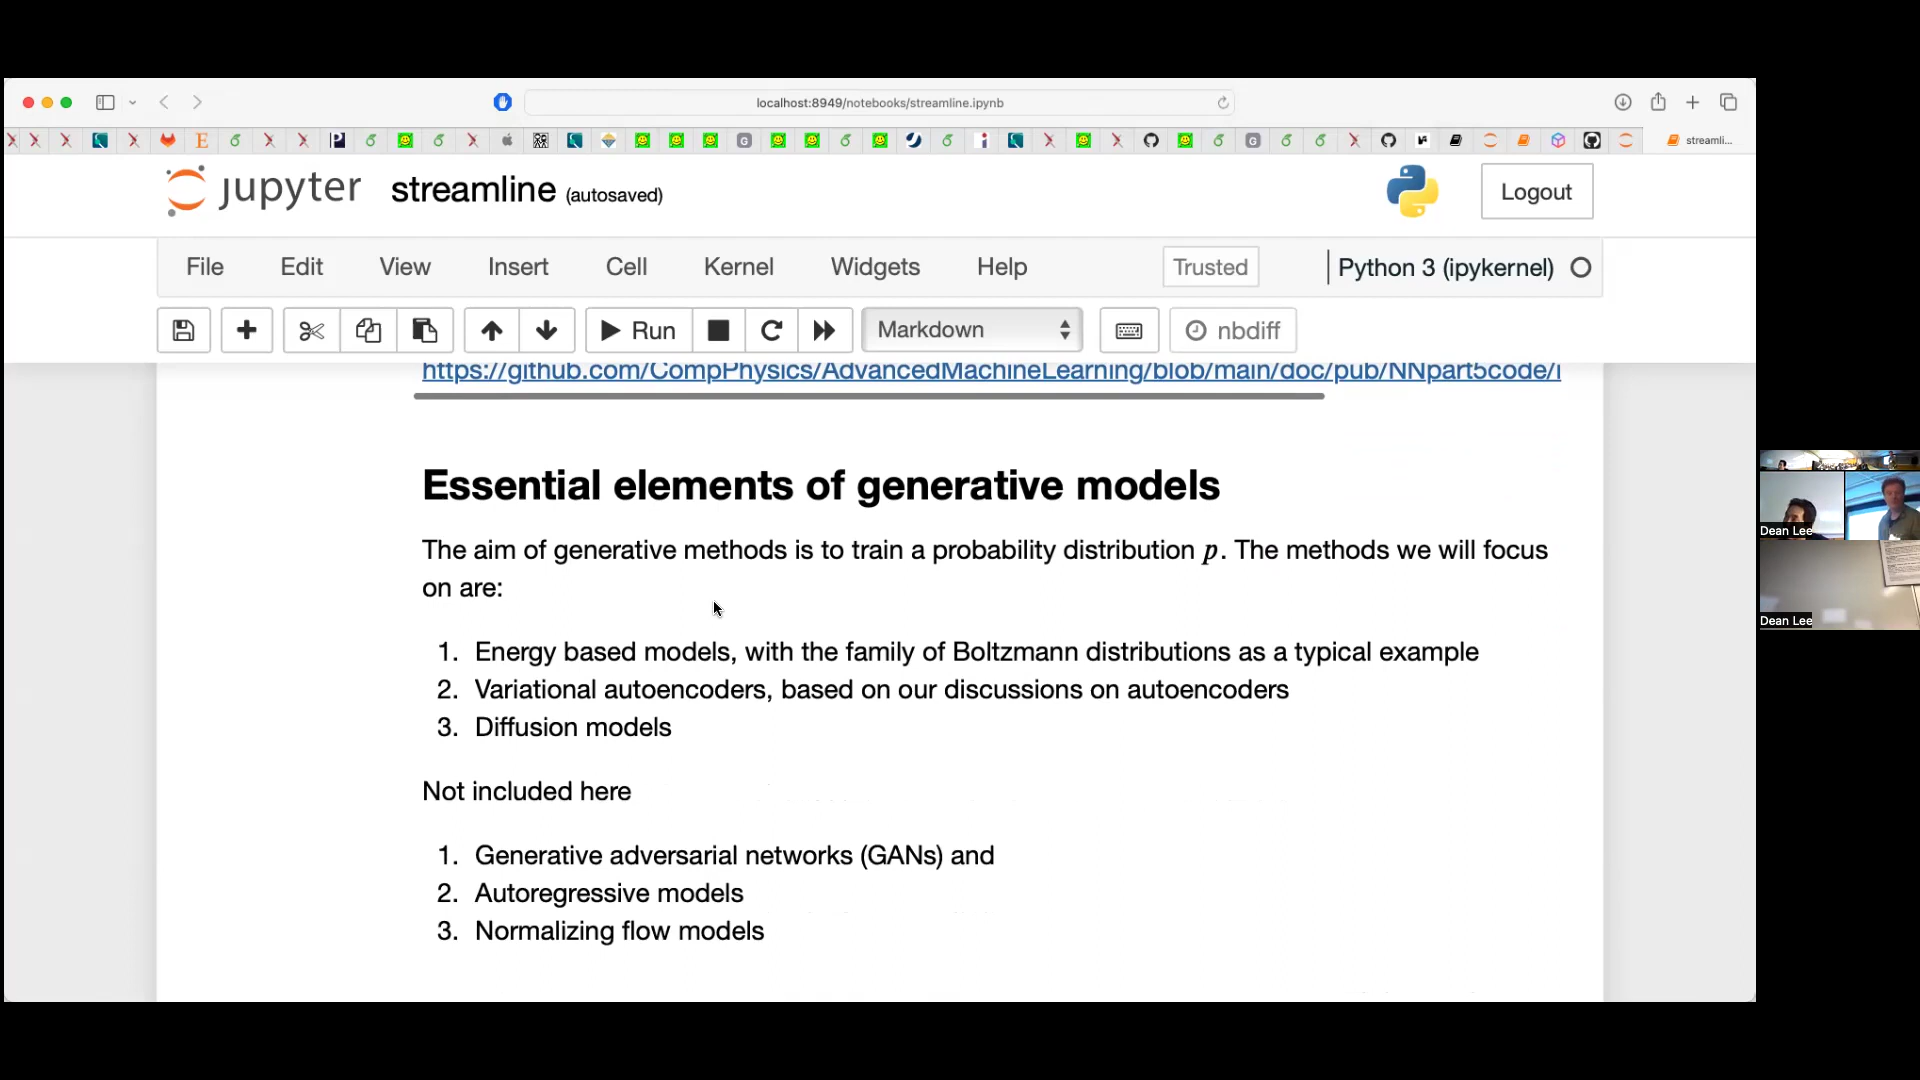 localhost:8949/notebooks/streamline.ipynb
streamli...
jupyter streamline (autosaved)
Logout
File Edit View Insert Cell Kernel Widgets Help Trusted Python 3 (ipykernel)
Run Markdown nbdiff
https://github.com/CompPhysics/AdvancedMachineLearning/blob/main/doc/pub/NNpart5code/i
Essential elements of generative models
The aim of generative methods is to train a probability distribution p. The methods we will focus
on are:
1. Energy based models, with the family of Boltzmann distributions as a typical example
2. Variational autoencoders, based on our discussions on autoencoders
3. Diffusion models
Not included here
1. Generative adversarial networks (GANs) and
2. Autoregressive models
3. Normalizing flow models
Dean Lee
Dean Lee